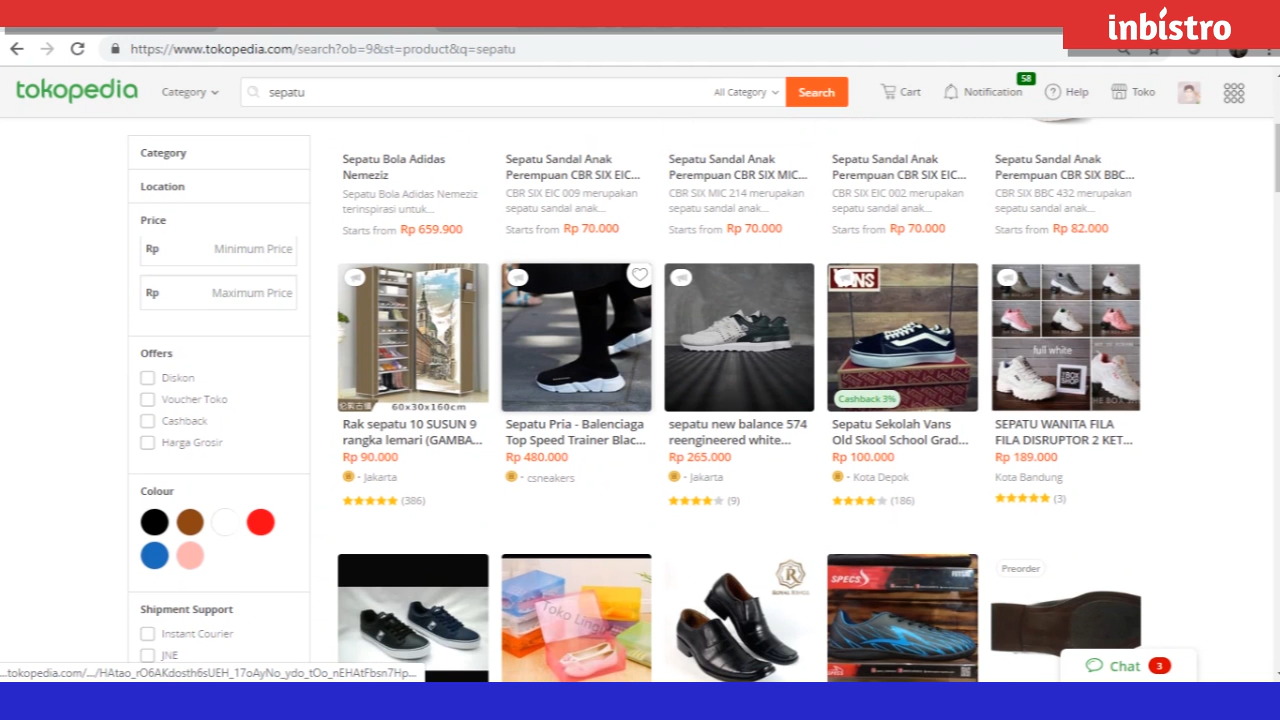 inbistro
https://www.tokopedia.com/search?ob=9&st=product&q=sepatu
tokopedia
Category
sepatu
All Category
Search
Cart
58
Notification
Help
Toko
Category
Location
Price
Rp Minimum Price
Rp Maximum Price
Offers
Diskon
Voucher Toko
Cashback
Harga Grosir
Colour
Shipment Support
Instant Courier
JNE
Sepatu Bola Adidas
Nemeziz
Sepatu Bola Adidas Nemeziz
terinspirasi untuk...
Starts from Rp 659.900
Sepatu Sandal Anak
Perempuan CBR SIX EIC...
CBR SIX EIC 009 merupakan
sepatu sandal anak...
Starts from Rp 70.000
Sepatu Sandal Anak
Perempuan CBR SIX MIC...
CBR SIX MIC 214 merupakan
sepatu sandal anak...
Starts from Rp 70.000
Sepatu Sandal Anak
Perempuan CBR SIX EIC...
CBR SIX EIC 002 merupakan
sepatu sandal anak...
Starts from Rp 70.000
Sepatu Sandal Anak
Perempuan CBR SIX BBC...
CBR SIX BBC 432 merupakan
sepatu sandal anak...
Starts from Rp 82.000
60x30x160cm
Rak sepatu 10 SUSUN 9
rangka lemari (GAMBA...
Rp 90.000
- Jakarta
(386)
Sepatu Pria - Balenciaga
Top Speed Trainer Blac...
Rp 480.000
- csneakers
sepatu new balance 574
reengineered white...
Rp 265.000
- Jakarta
(9)
VANS
Cashback 3%
Sepatu Sekolah Vans
Old Skool School Grad...
Rp 100.000
- Kota Depok
(186)
full white
SEPATU WANITA FILA
FILA DISRUPTOR 2 KET...
Rp 189.000
Kota Bandung
(3)
ROYAL KINGS
SPECS
Preorder
Chat 3
...tokopedia.com/.../HAtao_rO6AKdosth6sUEH_17oAyNo_ydo_tOo_nEHAtFbsn7Hp...